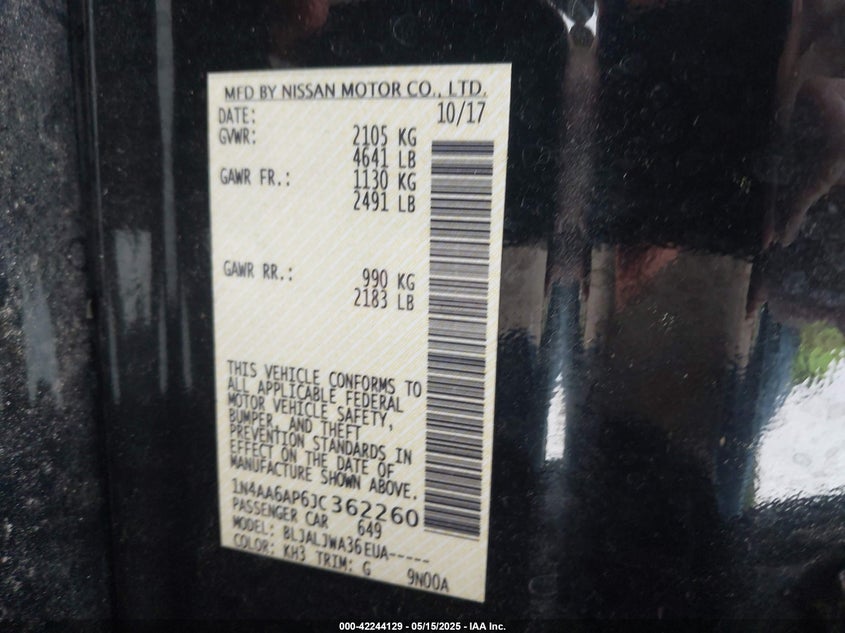 MFD BY NISSAN MOTOR CO., LTD.
DATE: 10/17
GVWR: 2105 KG
4641 LB
GAWR FR.: 1130 KG
2491 LB
GAWR RR.: 990 KG
2183 LB
THIS VEHICLE CONFORMS TO
ALL APPLICABLE FEDERAL
MOTOR VEHICLE SAFETY,
BUMPER, AND THEFT
PREVENTION STANDARDS IN
EFFECT ON THE DATE OF
MANUFACTURE SHOWN ABOVE.
1N4AA6AP6JC362260
PASSENGER CAR 649
MODEL: BLJALJWA36EUA-----
COLOR: KH3 TRIM: G 9N00A
000-42244129 - 05/15/2025 - IAA Inc.